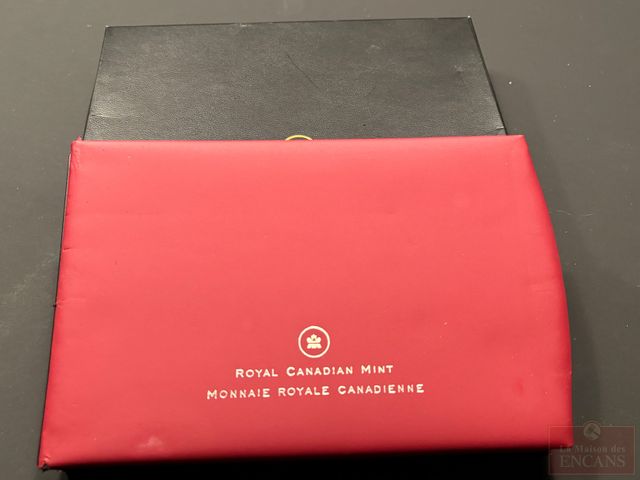 ROYAL CANADIAN MINT
MONNAIE ROYALE CANADIENNE
La Maison des
ENCANS